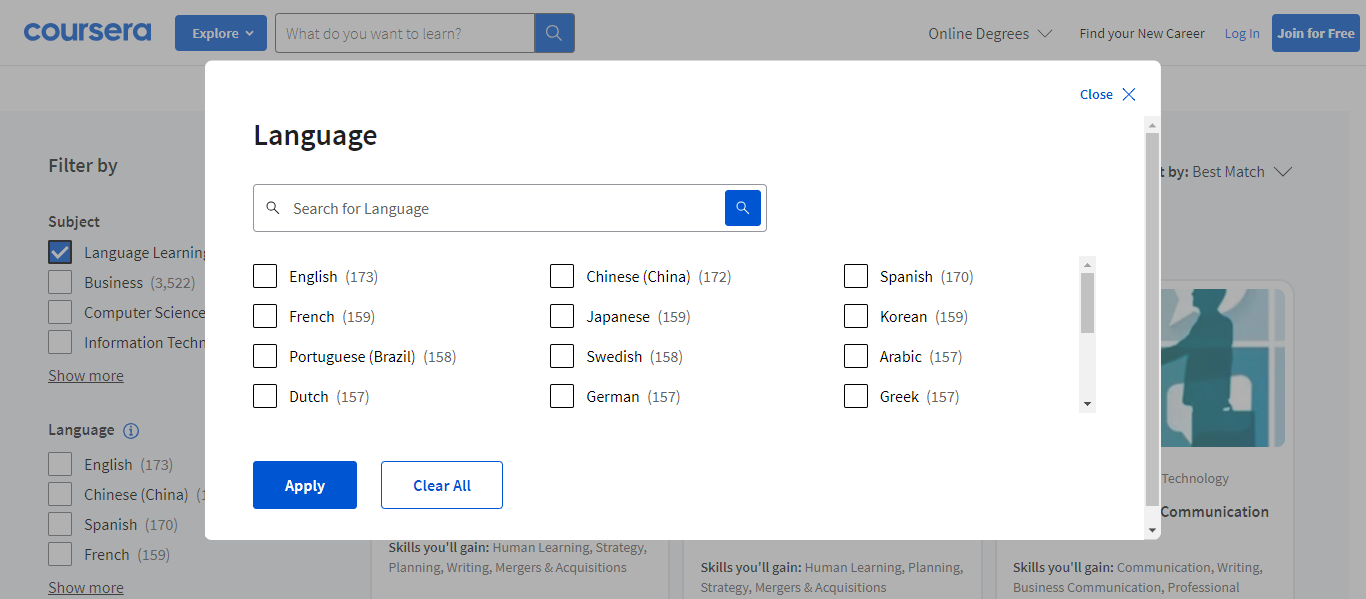 coursera
Explore
What do you want to learn?
Online Degrees
Find your New Career
Log In
Join for Free
Close
Language
Search for Language
English (173)
Chinese (China) (172)
Spanish (170)
French (159)
Japanese (159)
Korean (159)
Portuguese (Brazil) (158)
Swedish (158)
Arabic (157)
Dutch (157)
German (157)
Greek (157)
Apply
Clear All
Filter by
Subject
Language Learning
Business (3,522)
Computer Science
Information
Show more
Language
English (173)
Chinese (China)
Spanish (170)
French (159)
Show more
by: Best Match
Technology
Communication
Skills you'll gain: Human Learning, Strategy,
Planning, Writing, Mergers & Acquisitions
Skills you'll gain: Human Learning, Planning,
Strategy, Mergers & Acquisitions
Skills you'll gain: Communication, Writing,
Business Communication, Professional